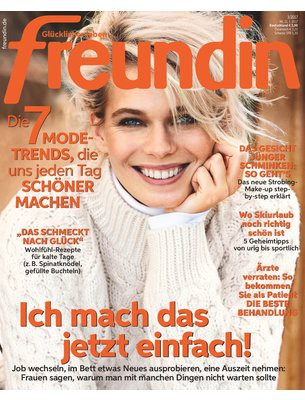 freundin.de
Glücklich
freundin
3/2017
Die 7
MODE-
TRENDS, die
uns jeden Tag
SCHÖNER
MACHEN
DAS GESICHT
JÜNGER
SCHMINKEN:
SO GEHT'S
Das neue Strobing-
Make-up step-
by-step erklärt
Wo Skiurlaub
noch richtig
schön ist
5 Geheimtipps
von urig bis sportlich
„DAS SCHMECKT
NACH GLÜCK“
Wohlfühl-Rezepte
für kalte Tage
(z. B. Spinatknödel,
gefüllte Buchteln)
Ärzte
verraten: So
bekommen
Sie als Patient
DIE BESTE
BEHANDLUNG
Ich mach das
jetzt einfach!
Job wechseln, im Bett etwas Neues ausprobieren, eine Auszeit nehmen:
Frauen sagen, warum man mit manchen Dingen nicht warten sollte